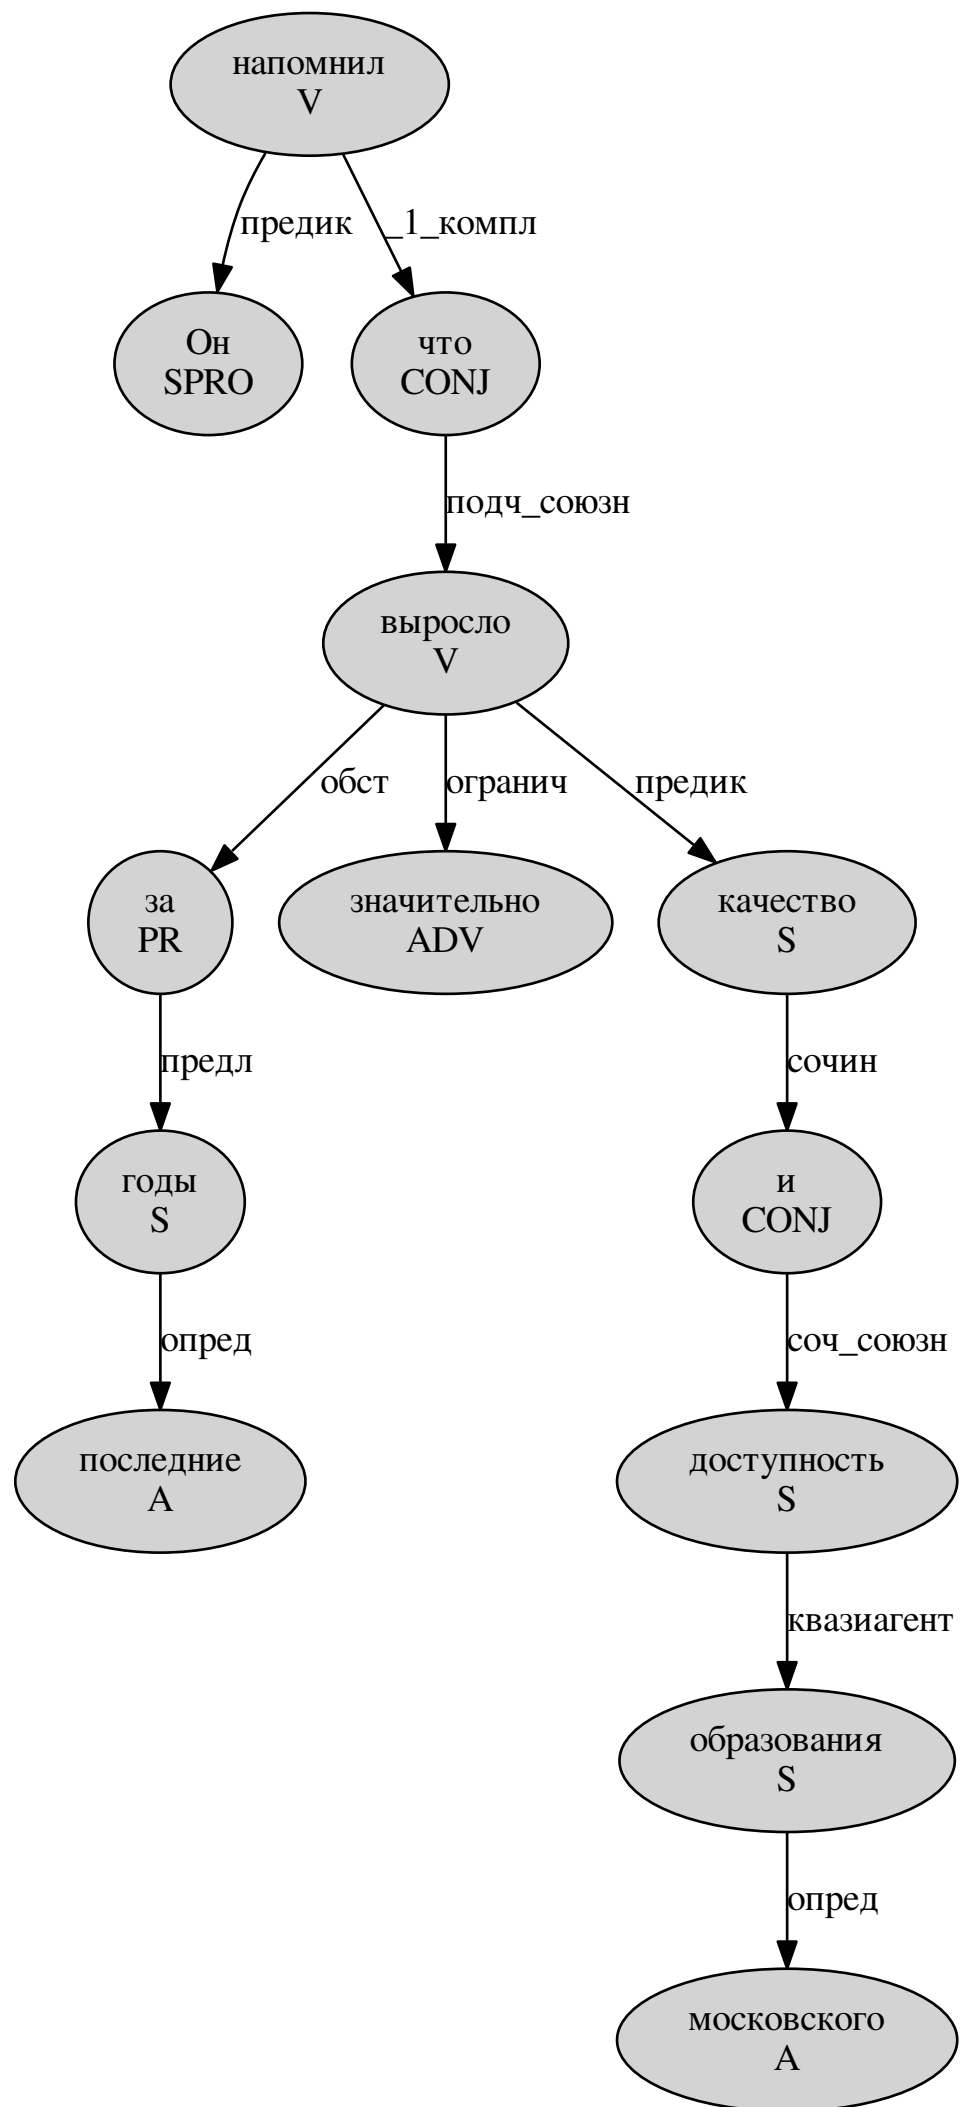 напомнил
V
предик
_1_компл
Он
SPRO
что
CONJ
подч_союзн
выросло
V
обст
огранич
предик
за
PR
значительно
ADV
качество
S
предл
сочин
годы
S
и
CONJ
опред
соч_союзн
последние
A
доступность
S
квазиагент
образования
S
опред
московского
A